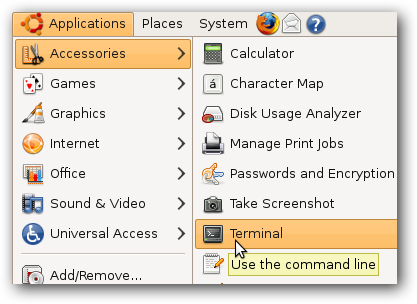 Applications Places System
Accessories
Games
Graphics
Internet
Office
Sound & Video
Universal Access
Add/Remove...
Calculator
Character Map
Disk Usage Analyzer
Manage Print Jobs
Passwords and Encryption
Take Screenshot
Terminal
Use the command line